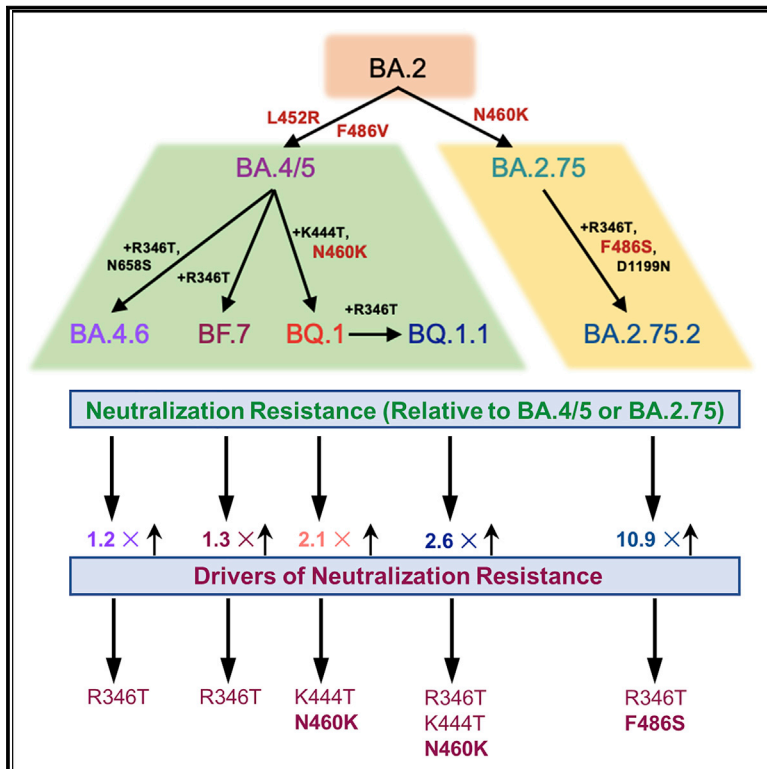 BA.2
L452R
F486V
N460K
BA.4/5
BA.2.75
+R346T,
N658S
+R346T
+K444T,
N460K
+R346T
+R346T,
F486S,
D1199N
BA.4.6
BF.7
BQ.1
BQ.1.1
BA.2.75.2
Neutralization Resistance (Relative to BA.4/5 or BA.2.75)
1.2 ×
1.3 ×
2.1 ×
2.6 ×
10.9 ×
Drivers of Neutralization Resistance
R346T
R346T
K444T
N460K
R346T
K444T
N460K
R346T
F486S